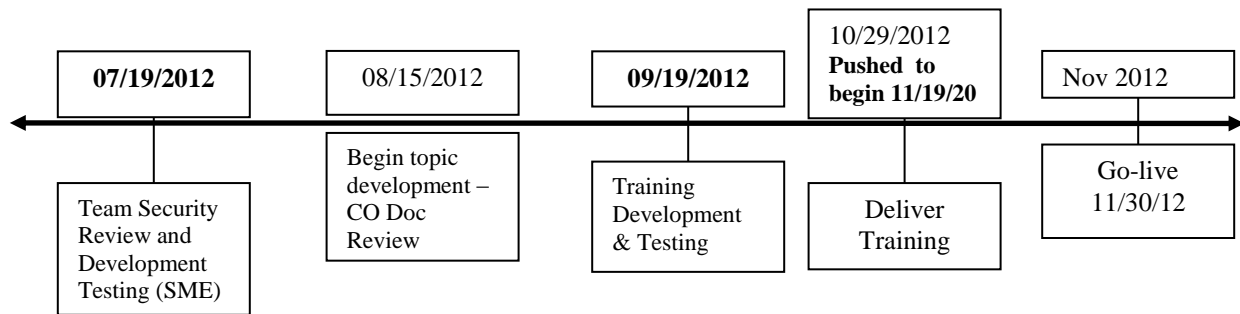 07/19/2012
08/15/2012
09/19/2012
10/29/2012
Pushed to
begin 11/19/20
Nov 2012
Team Security
Review and
Development
Testing (SME)
Begin topic
development –
CO Doc
Review
Training
Development
& Testing
Deliver
Training
Go-live
11/30/12